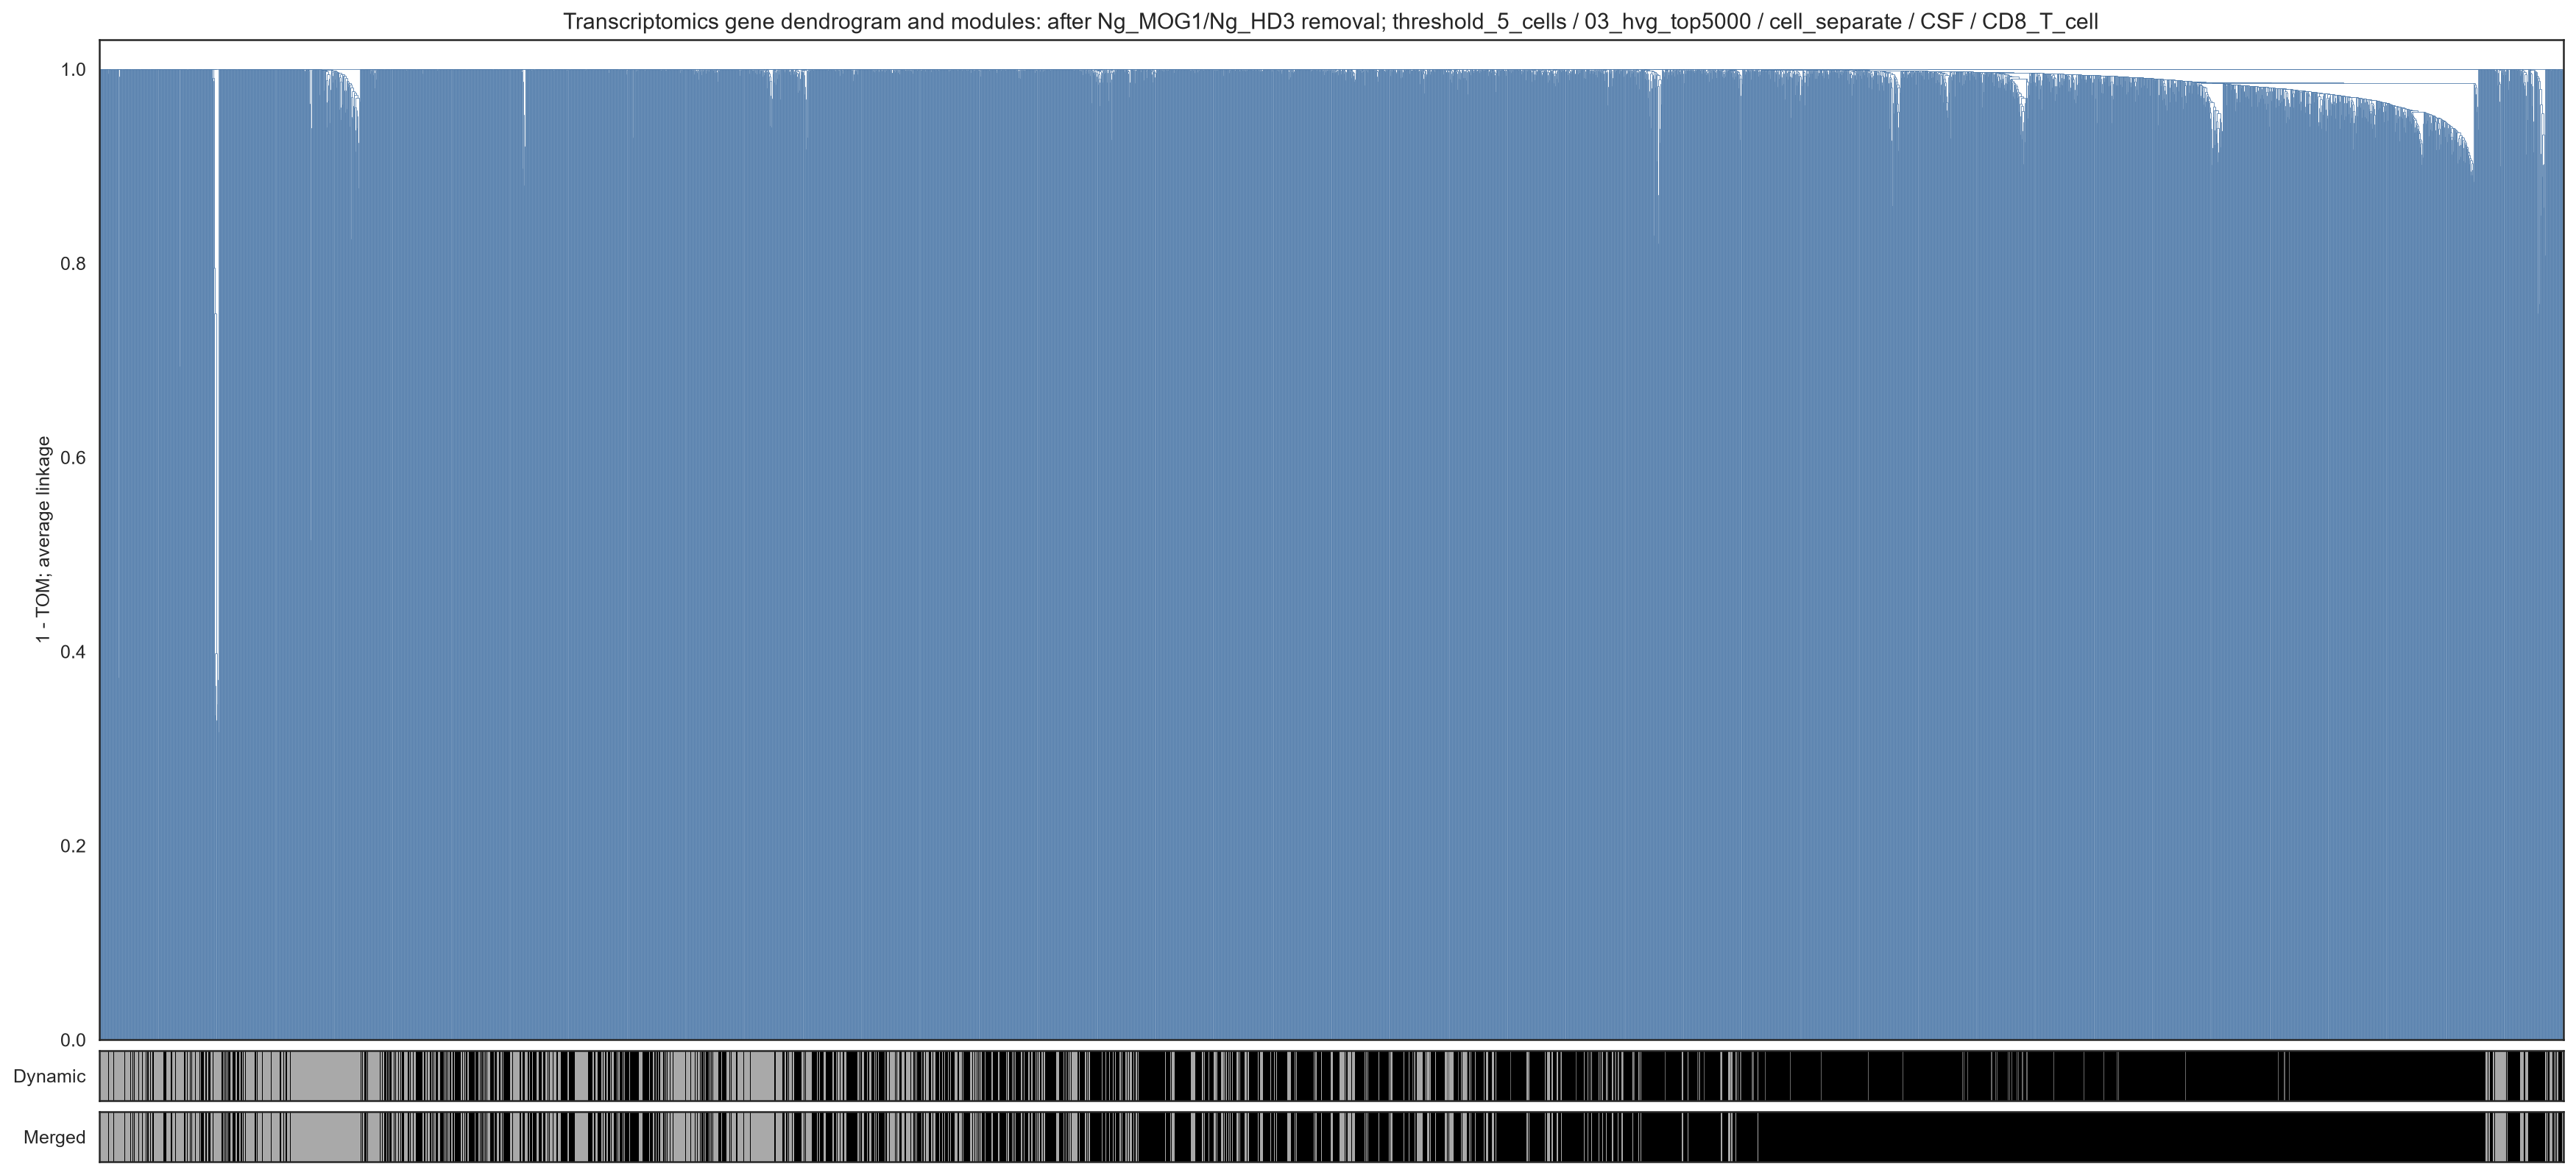 Transcriptomics gene dendrogram and modules: after Ng_MOG1/Ng_HD3 removal; threshold_5_cells / 03_hvg_top5000 / cell_separate / CSF / CD8_T_cell
1.0
0.8
0.6
0.4
0.2
0.0
1 - TOM; average linkage
Dynamic
Merged